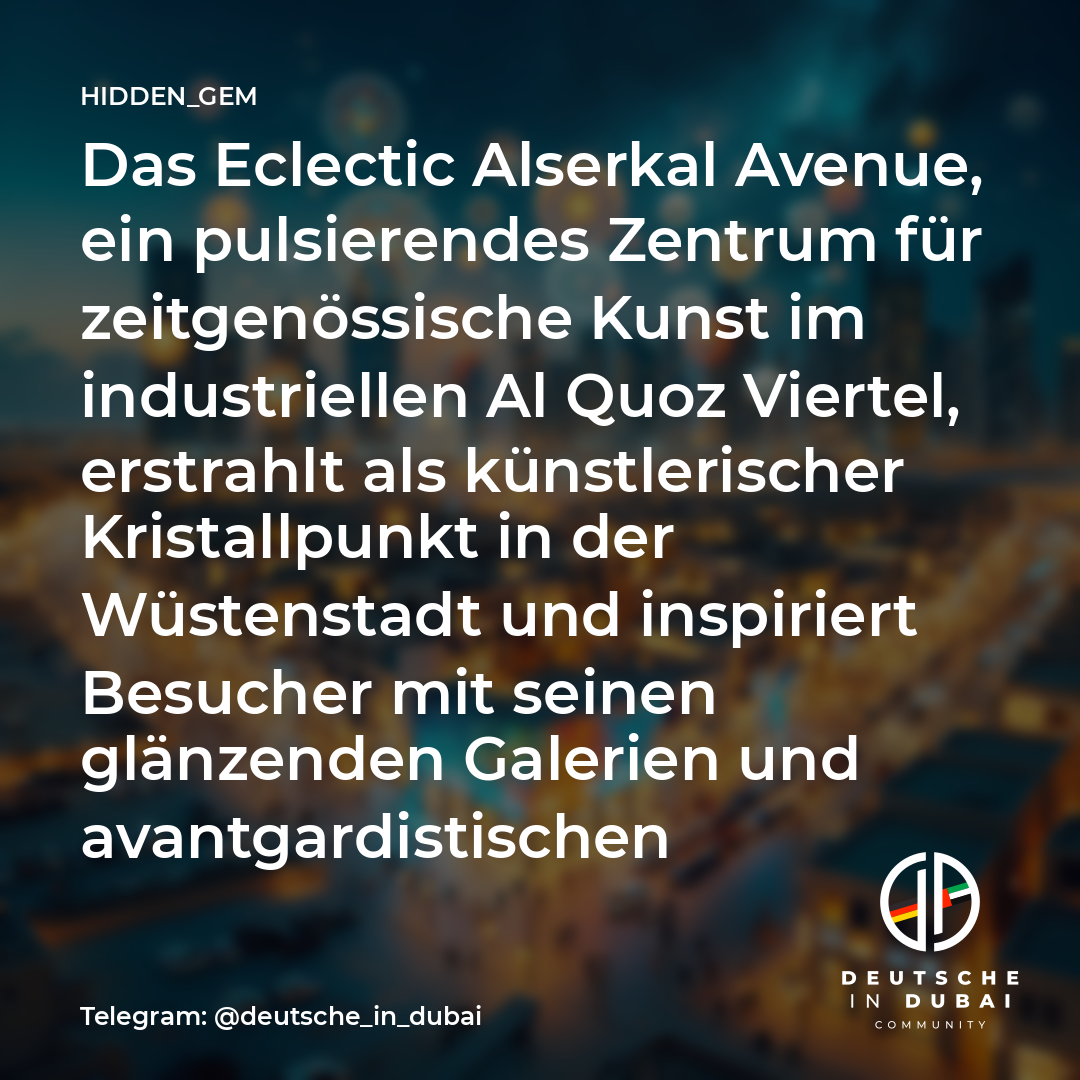 HIDDEN_GEM
Das Eclectic Alserkal Avenue,
ein pulsierendes Zentrum für
zeitgenössische Kunst im
industriellen Al Quoz Viertel,
erstrahlt als künstlerischer
Kristallpunkt in der
Wüstenstadt und inspiriert
Besucher mit seinen
glänzenden Galerien und
avantgardistischen
DEUTSCHE
IN DUBAI
COMMUNITY
Telegram: @deutsche_in_dubai